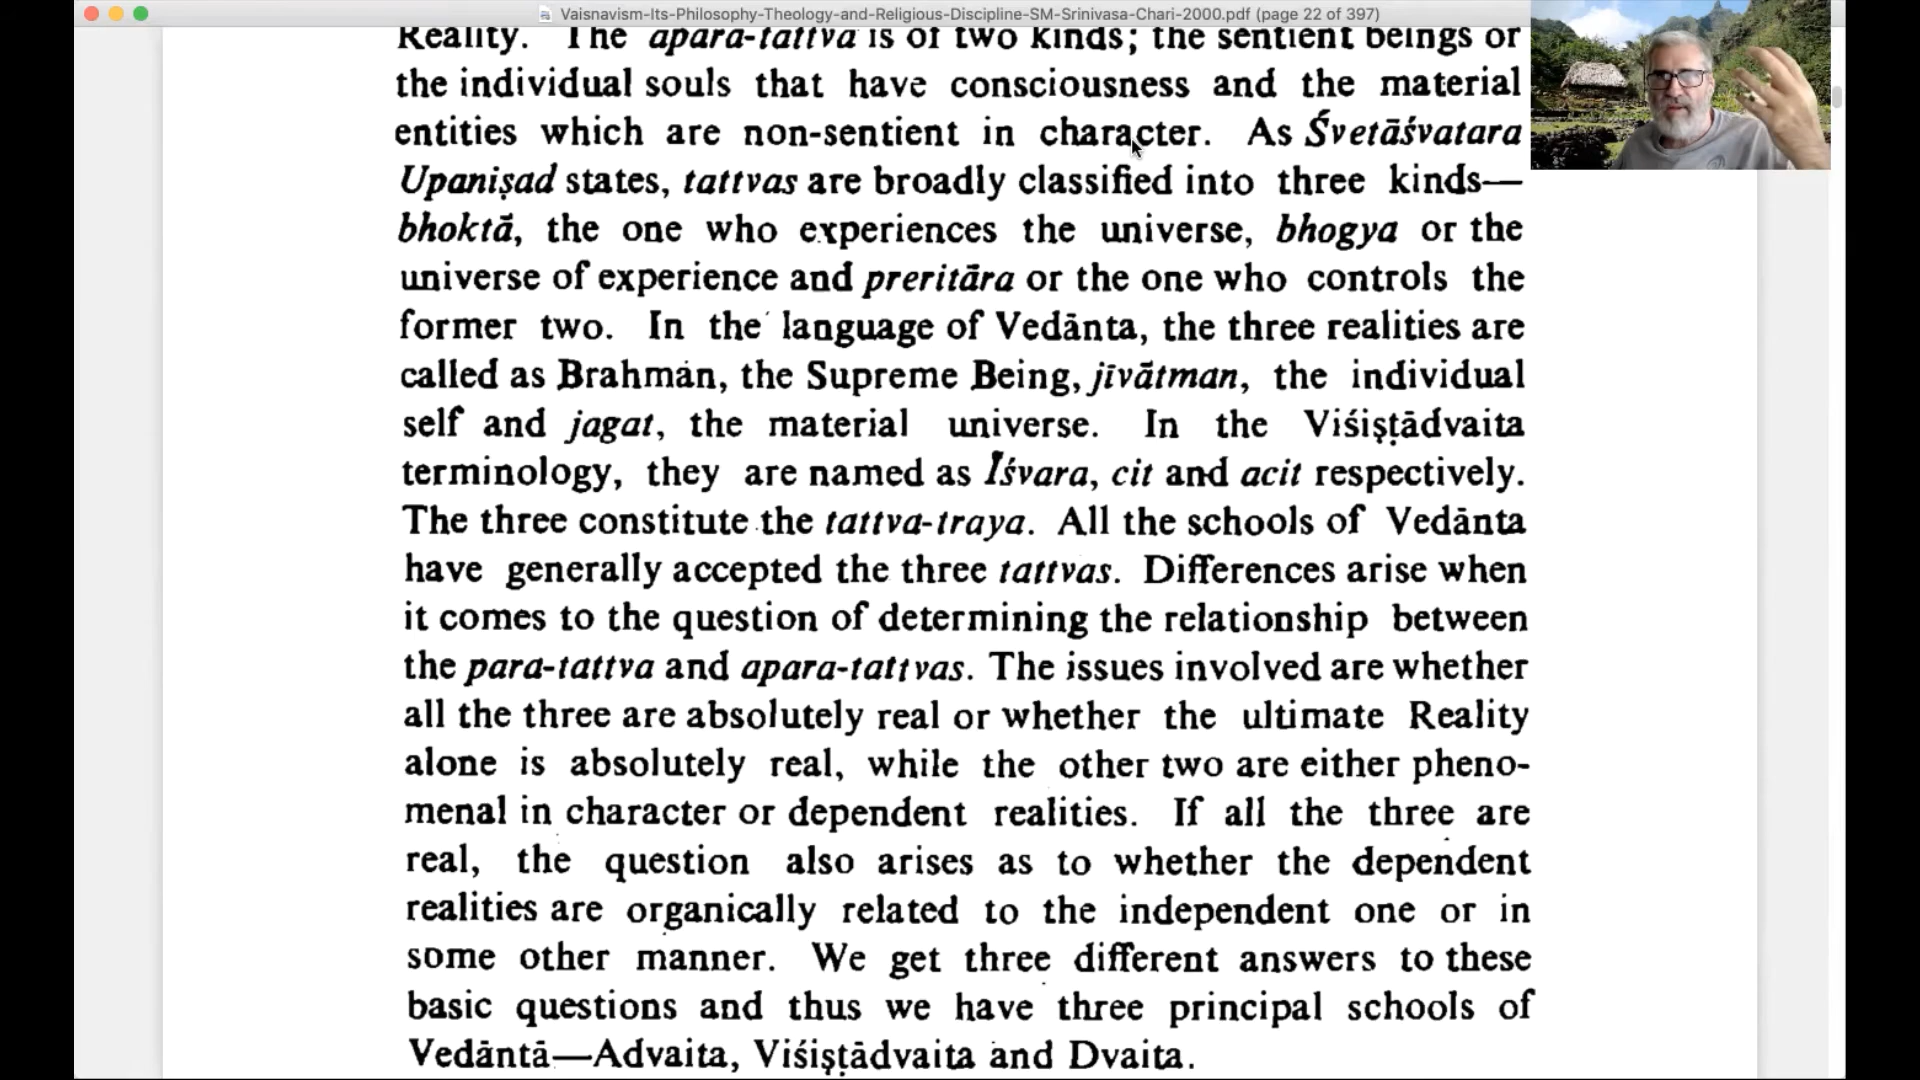 Vaisnavism-Its-Philosophy-Theology-and-Religious-Discipline-SM-Srinivasa-Chari-2000.pdf (page 22 of 397)
Reality. The apara-tattva is of two kinds; the sentient beings or
the individual souls that have consciousness and the material
entities which are non-sentient in character. As Śvetāśvatara
Upaniṣad states, tattvas are broadly classified into three kinds—
bhoktā, the one who experiences the universe, bhogya or the
universe of experience and preritāra or the one who controls the
former two. In the language of Vedānta, the three realities are
called as Brahman, the Supreme Being, jīvātman, the individual
self and jagat, the material universe. In the Viśiṣṭādvaita
terminology, they are named as Īśvara, cit and acit respectively.
The three constitute the tattva-traya. All the schools of Vedānta
have generally accepted the three tattvas. Differences arise when
it comes to the question of determining the relationship between
the para-tattva and apara-tattvas. The issues involved are whether
all the three are absolutely real or whether the ultimate Reality
alone is absolutely real, while the other two are either pheno-
menal in character or dependent realities. If all the three are
real, the question also arises as to whether the dependent
realities are organically related to the independent one or in
some other manner. We get three different answers to these
basic questions and thus we have three principal schools of
Vedāntā—Advaita, Viśiṣṭādvaita and Dvaita.